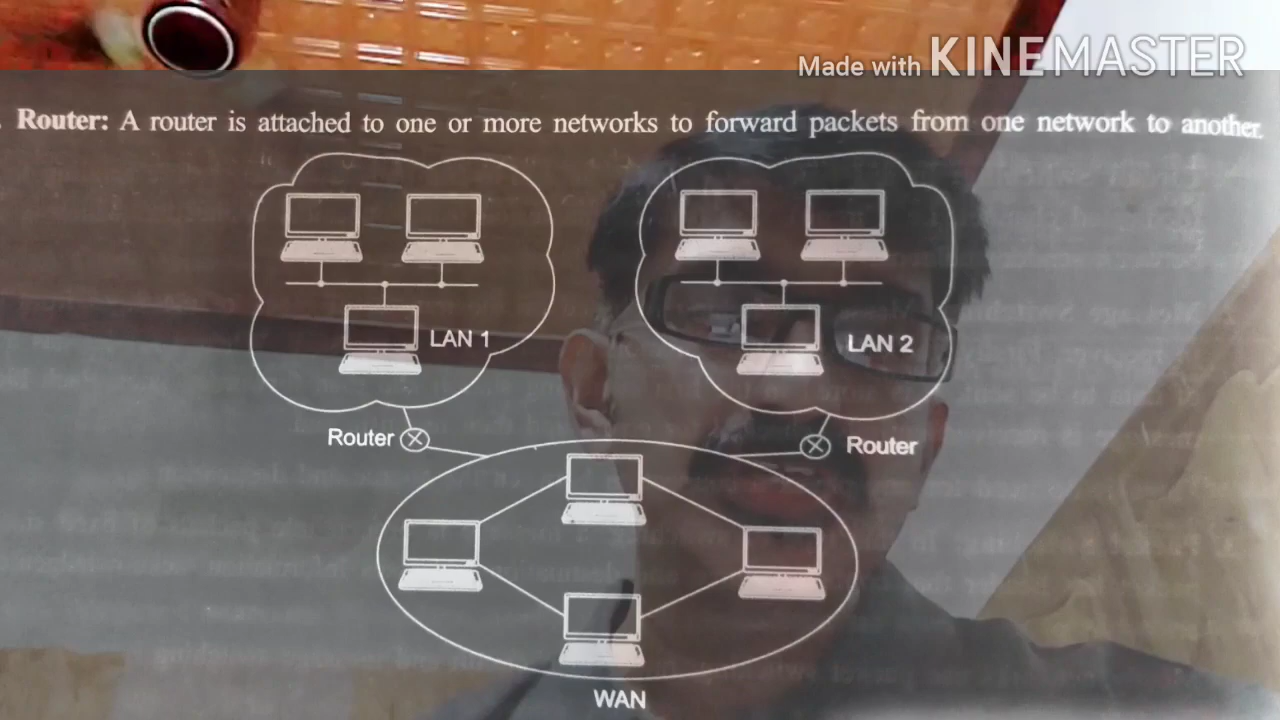 Made with KINEMASTER
Router: A router is attached to one or more networks to forward packets from one network to another.
LAN 1
LAN 2
Router
Router
WAN